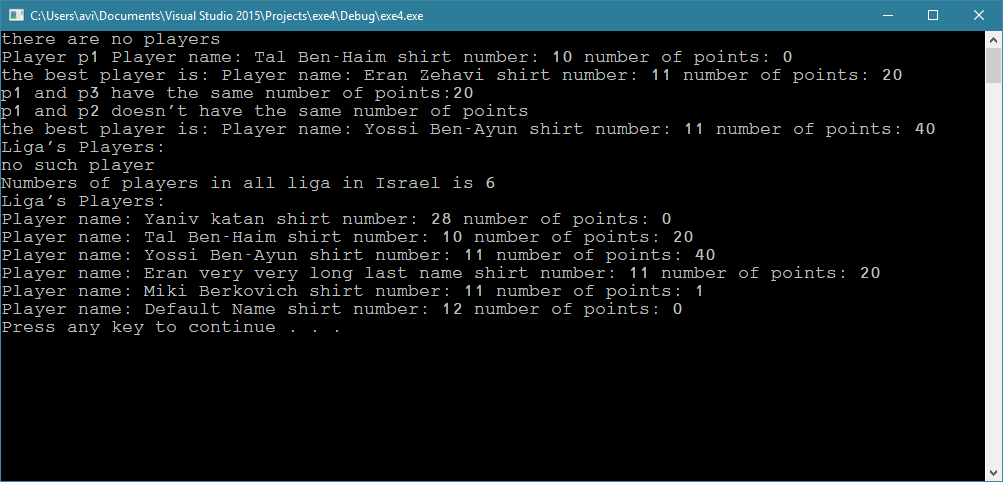 C:\Users\avi\Documents\Visual Studio 2015\Projects\exe4\Debug\exe4.exe
there are no players
Player p1 Player name: Tal Ben-Haim shirt number: 10 number of points: 0
the best player is: Player name: Eran Zehavi shirt number: 11 number of points: 20
p1 and p3 have the same number of points:20
p1 and p2 doesn't have the same number of points
the best player is: Player name: Yossi Ben-Ayun shirt number: 11 number of points: 40
Liga's Players:
no such player
Numbers of players in all liga in Israel is 6
Liga's Players:
Player name: Yaniv katan shirt number: 28 number of points: 0
Player name: Tal Ben-Haim shirt number: 10 number of points: 20
Player name: Yossi Ben-Ayun shirt number: 11 number of points: 40
Player name: Eran very very long last name shirt number: 11 number of points: 20
Player name: Miki Berkovich shirt number: 11 number of points: 1
Player name: Default Name shirt number: 12 number of points: 0
Press any key to continue . . .